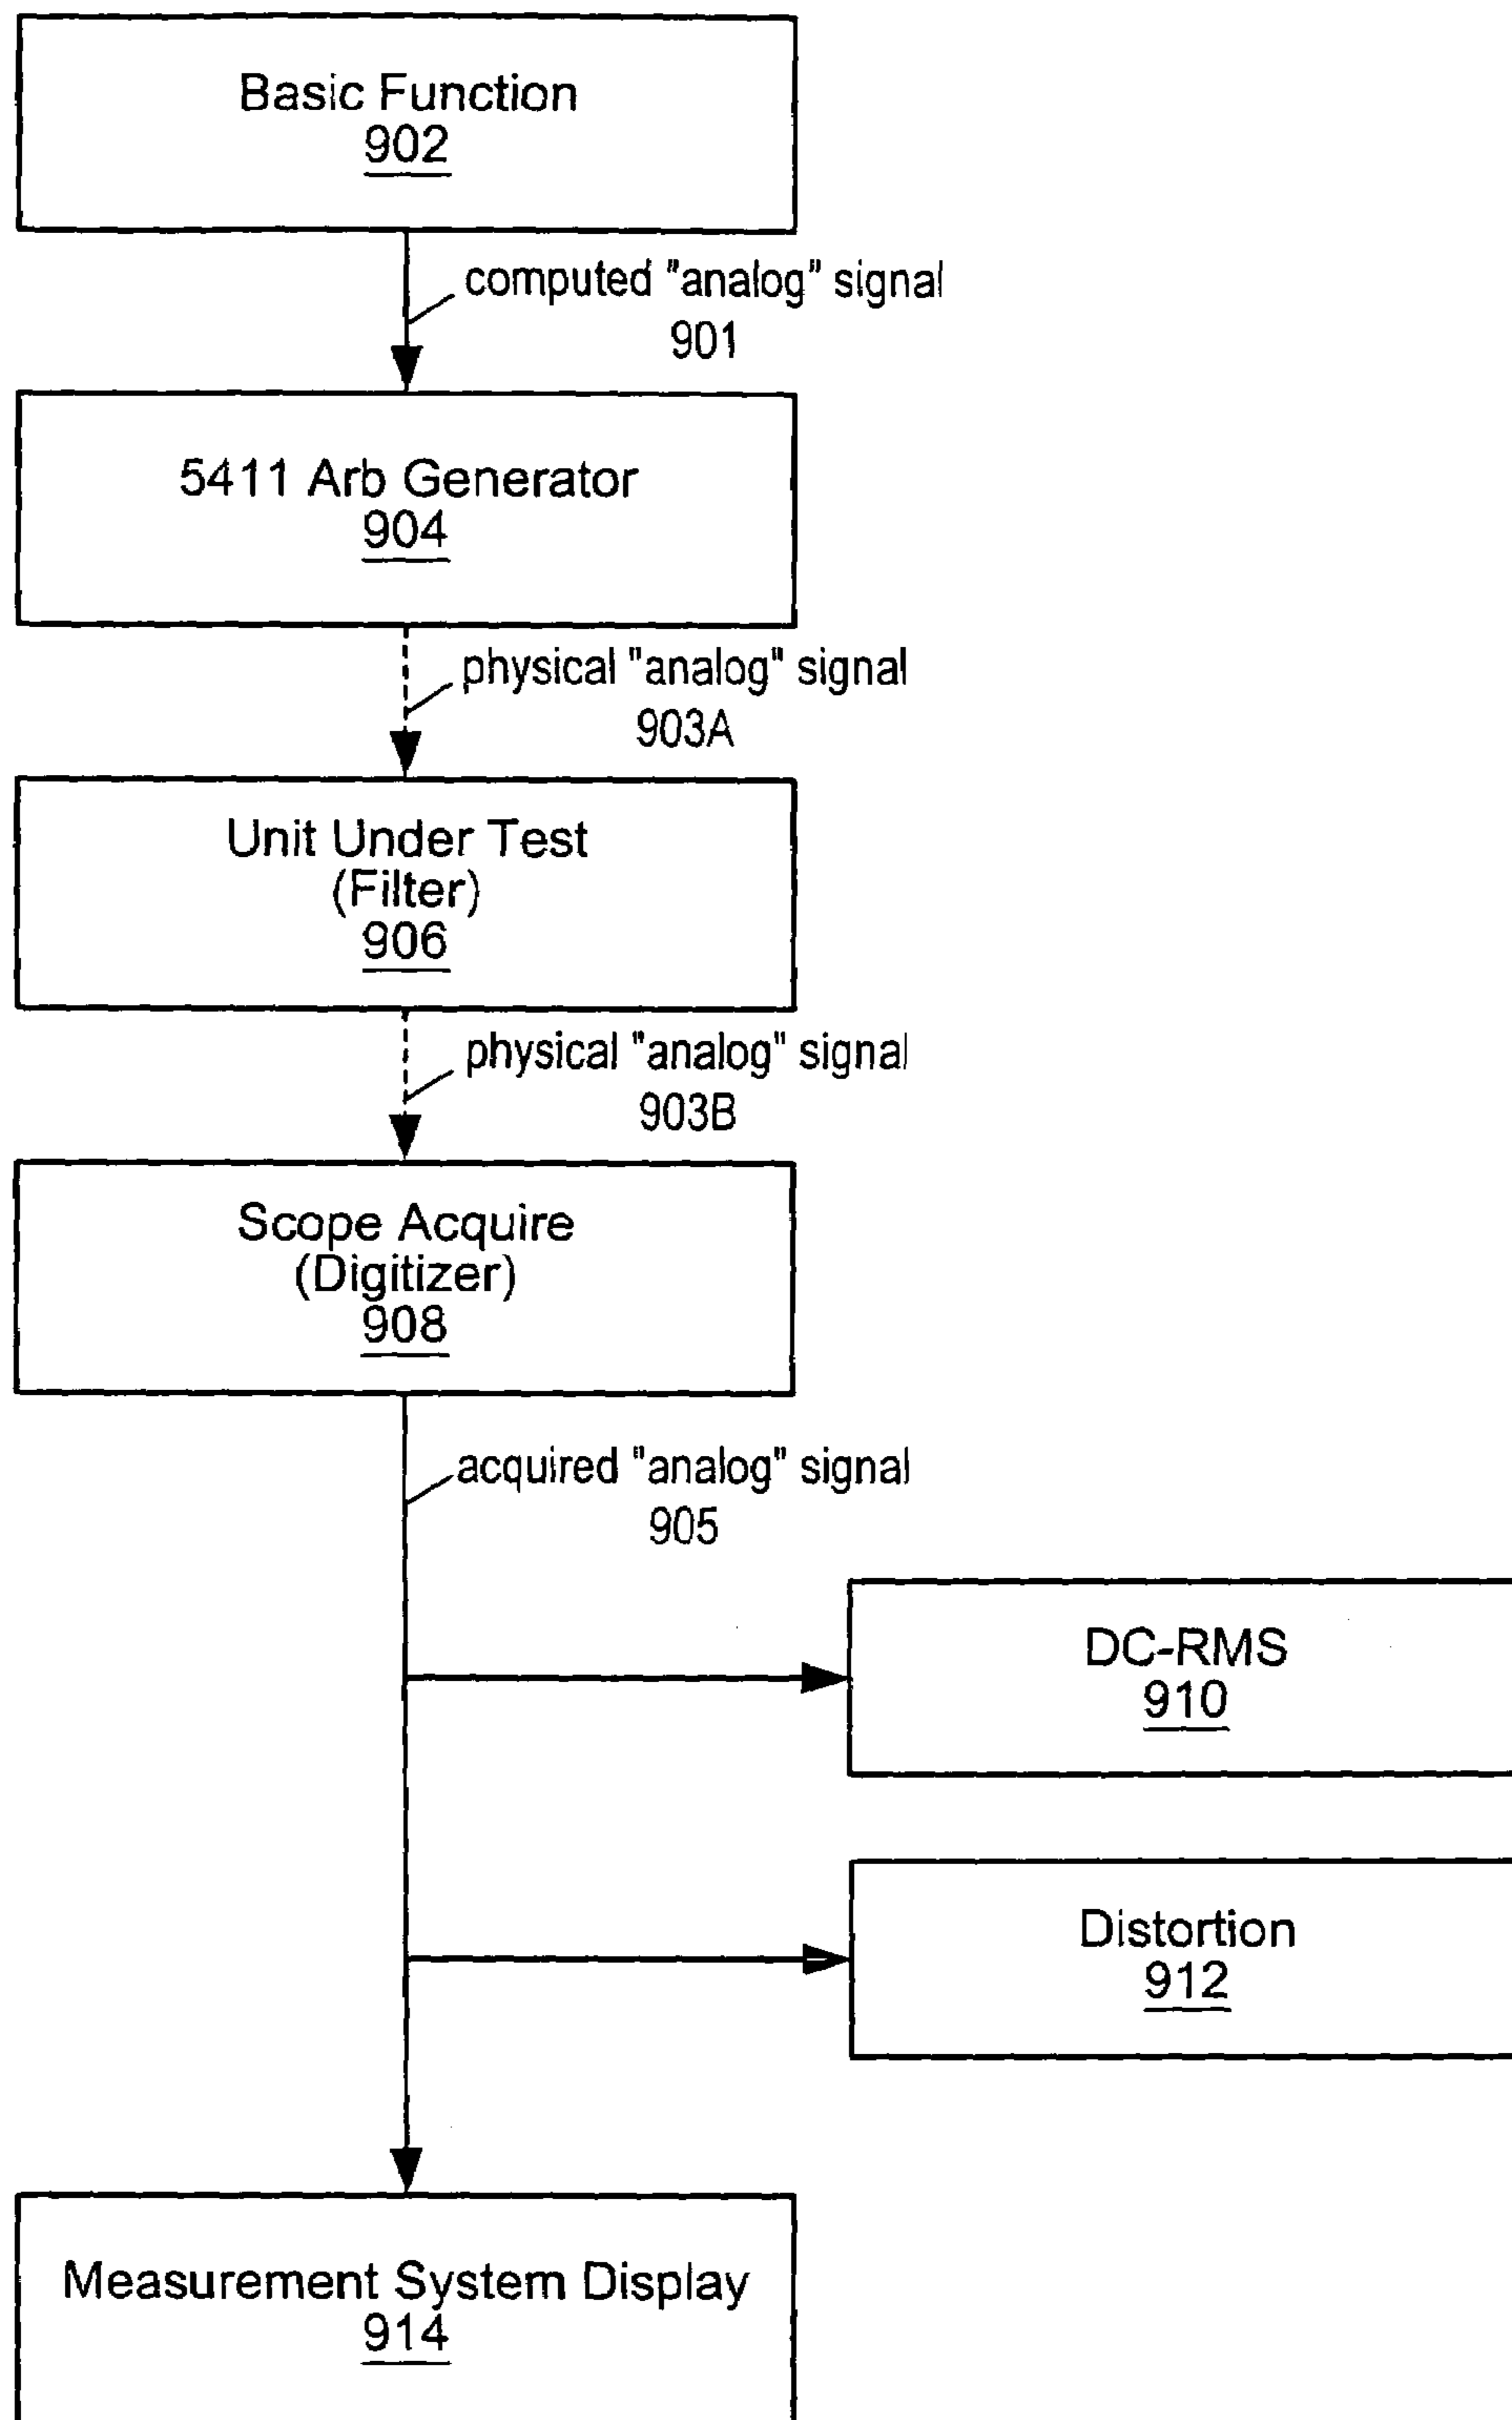 Basic Function
902
computed "analog" signal
901
5411 Arb Generator
904
physical "analog" signal
903A
Unit Under Test
(Filter)
906
physical "analog" signal
903B
Scope Acquire
(Digitizer)
908
acquired "analog" signal
905
DC-RMS
910
Distortion
912
Measurement System Display
914